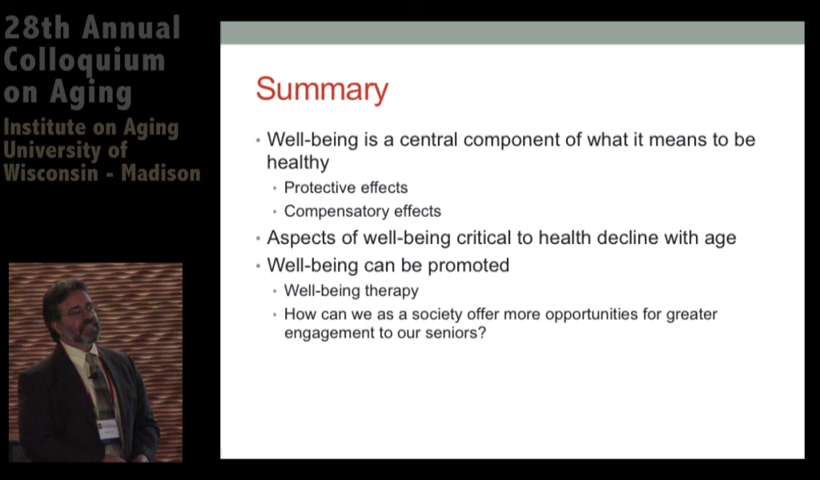 28th Annual
Colloquium
on Aging
Institute on Aging
University of
Wisconsin - Madison
Summary
• Well-being is a central component of what it means to be
healthy
• Protective effects
• Compensatory effects
• Aspects of well-being critical to health decline with age
• Well-being can be promoted
• Well-being therapy
• How can we as a society offer more opportunities for greater
engagement to our seniors?